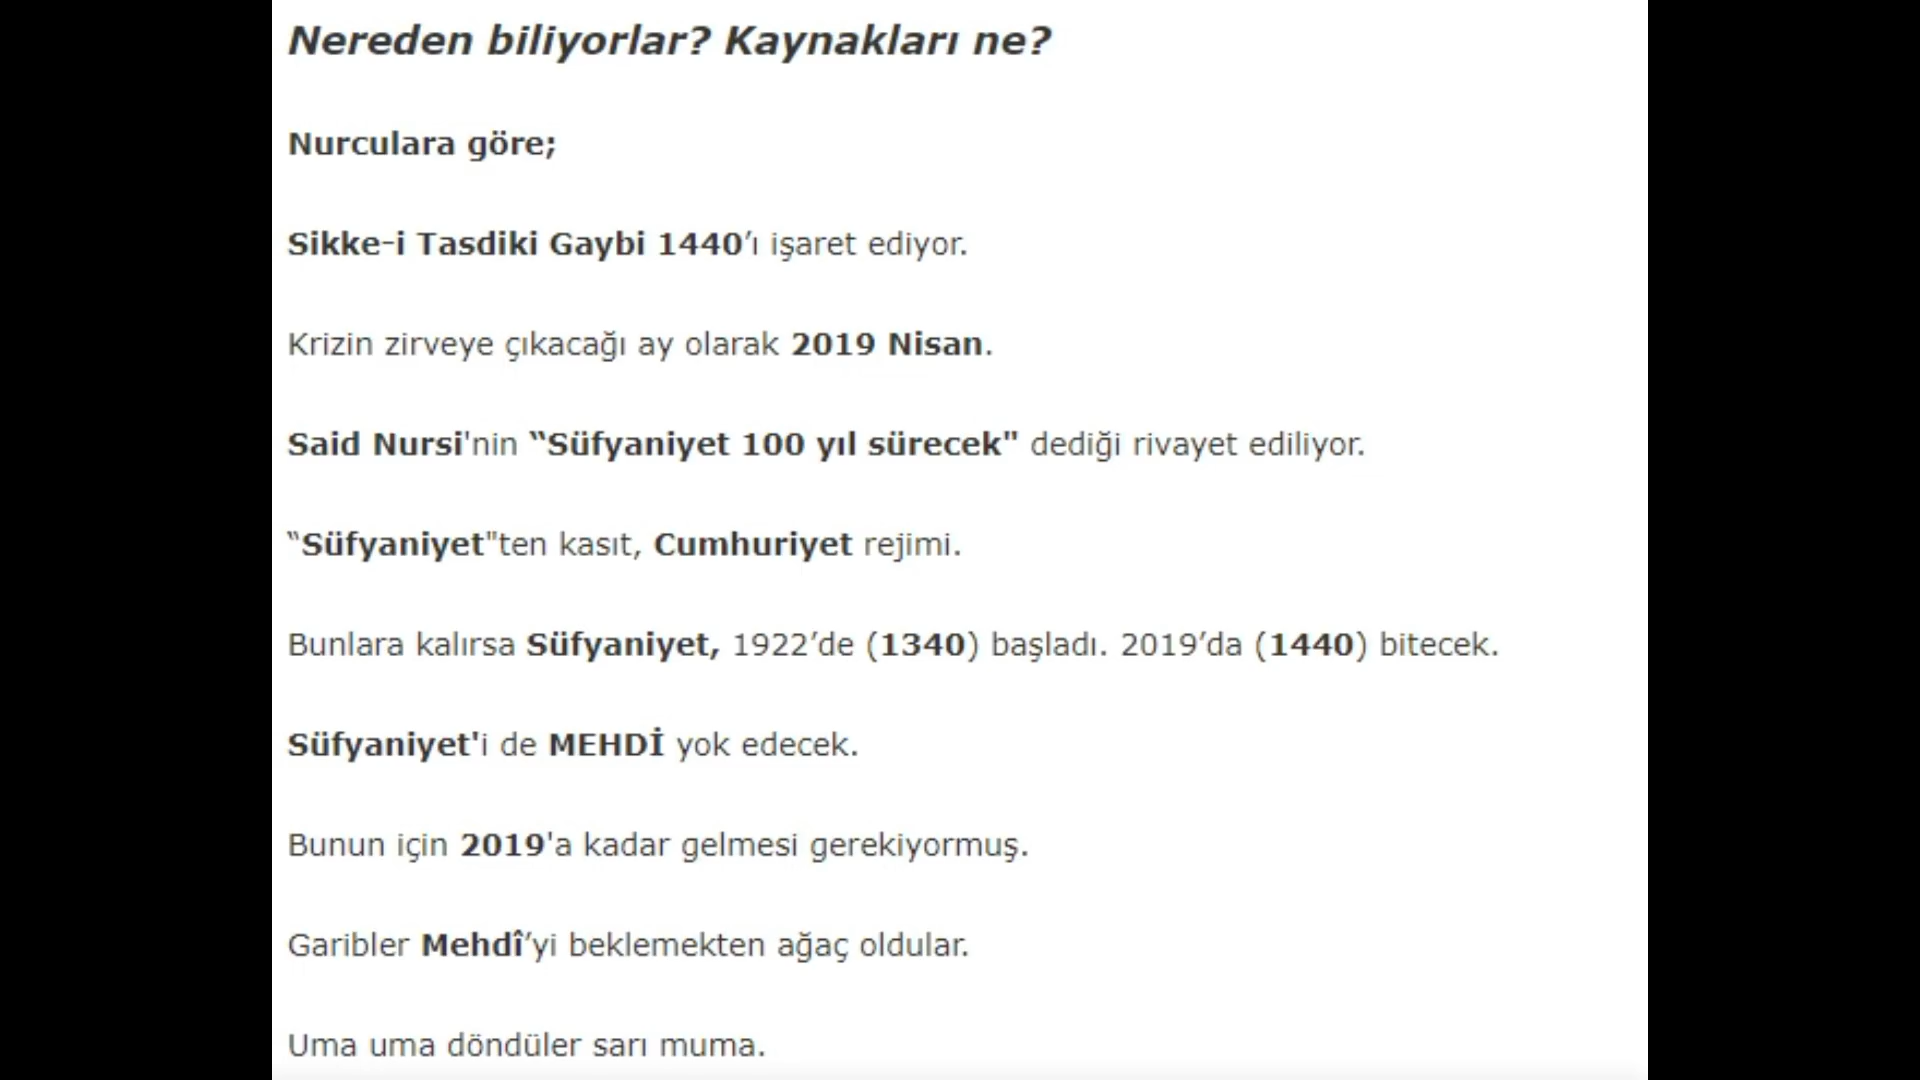 Nereden biliyorlar? Kaynakları ne?
Nurculara göre;
Sikke-i Tasdiki Gaybi 1440’ı işaret ediyor.
Krizin zirveye çıkacağı ay olarak 2019 Nisan.
Said Nursi'nin “Süfyaniyet 100 yıl sürecek" dediği rivayet ediliyor.
“Süfyaniyet"ten kasıt, Cumhuriyet rejimi.
Bunlara kalırsa Süfyaniyet, 1922’de (1340) başladı. 2019’da (1440) bitecek.
Süfyaniyet'i de MEHDİ yok edecek.
Bunun için 2019'a kadar gelmesi gerekiyormuş.
Garibler Mehdî’yi beklemekten ağaç oldular.
Uma uma döndüler sarı muma.